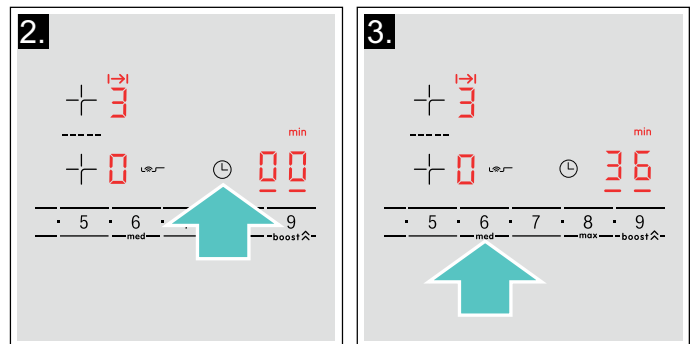 2.
3
min
0 00
· 5 · 6 · 9
med boost
3.
3
min
0 36
· 5 · 6 · 7 · 8 · 9
med max boost